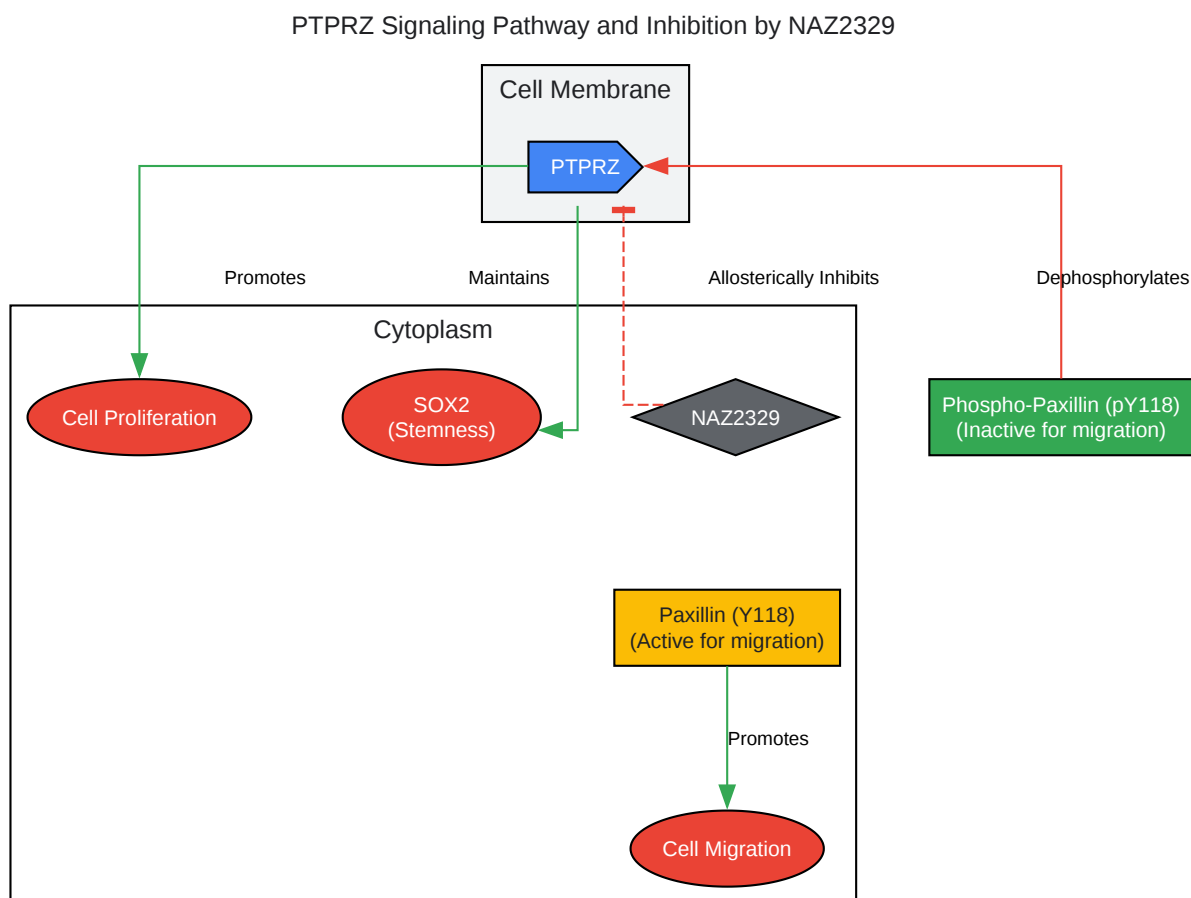 PTPRZ Signaling Pathway and Inhibition by NAZ2329
Cell Membrane
PTPRZ
Promotes
Maintains
Allosterically Inhibits
Dephosphorylates
Cytoplasm
Cell Proliferation
SOX2
(Stemness)
NAZ2329
Phospho-Paxillin (pY118)
(Inactive for migration)
Paxillin (Y118)
(Active for migration)
Promotes
Cell Migration